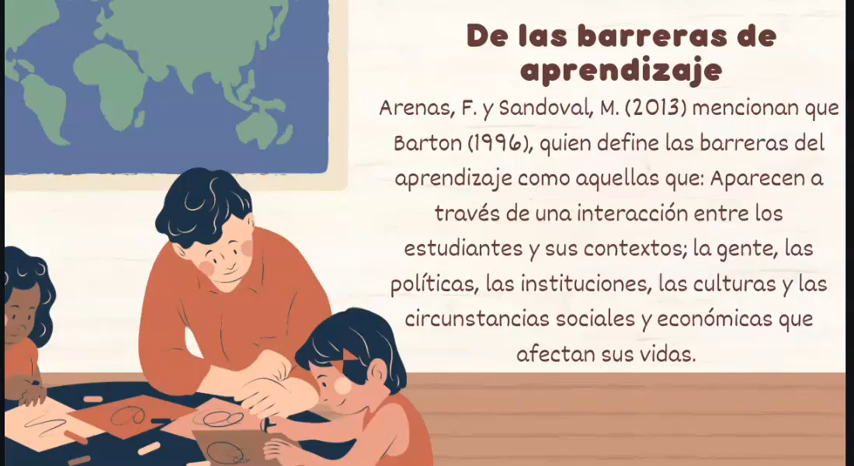 De las barreras de
aprendizaje
Arenas, F. y Sandoval, M. (2013) mencionan que
Barton (1996), quien define las barreras del
aprendizaje como aquellas que: Aparecen a
través de una interacción entre los
estudiantes y sus contextos; la gente, las
políticas, las instituciones, las culturas y las
circunstancias sociales y económicas que
afectan sus vidas.